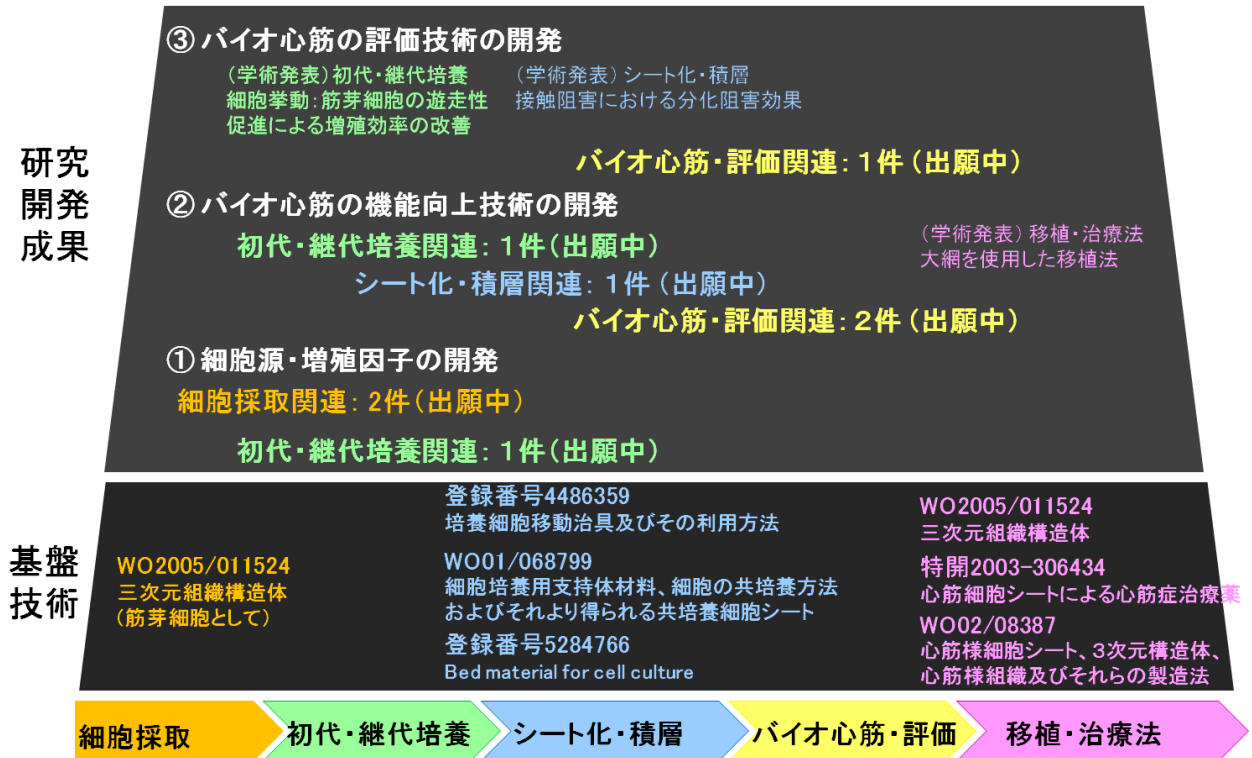 ③バイオ心筋の評価技術の開発
(学術発表)初代・継代培養
細胞挙動:筋芽細胞の遊走性
促進による増殖効率の改善
(学術発表)シート化・積層
接触阻害における分化阻害効果
バイオ心筋・評価関連:1件(出願中)
研究
開発
成果
②バイオ心筋の機能向上技術の開発
初代・継代培養関連:1件(出願中)
(学術発表)移植・治療法
大網を使用した移植法
シート化・積層関連:1件(出願中)
バイオ心筋・評価関連:2件(出願中)
①細胞源・増殖因子の開発
細胞採取関連:2件(出願中)
初代・継代培養関連:1件(出願中)
基盤
技術
WO2005/011524
三次元組織構造体
(筋芽細胞として)
登録番号4486359
培養細胞移動治具及びその利用方法
WO01/068799
細胞培養用支持体材料、細胞の共培養方法
およびそれより得られる共培養細胞シート
登録番号5284766
Bed material for cell culture
WO2005/011524
三次元組織構造体
特開2003-306434
心筋細胞シートによる心筋症治療薬
WO02/08387
心筋様細胞シート、3次元構造体、
心筋様組織及びそれらの製造法
細胞採取
初代・継代培養
シート化・積層
バイオ心筋・評価
移植・治療法